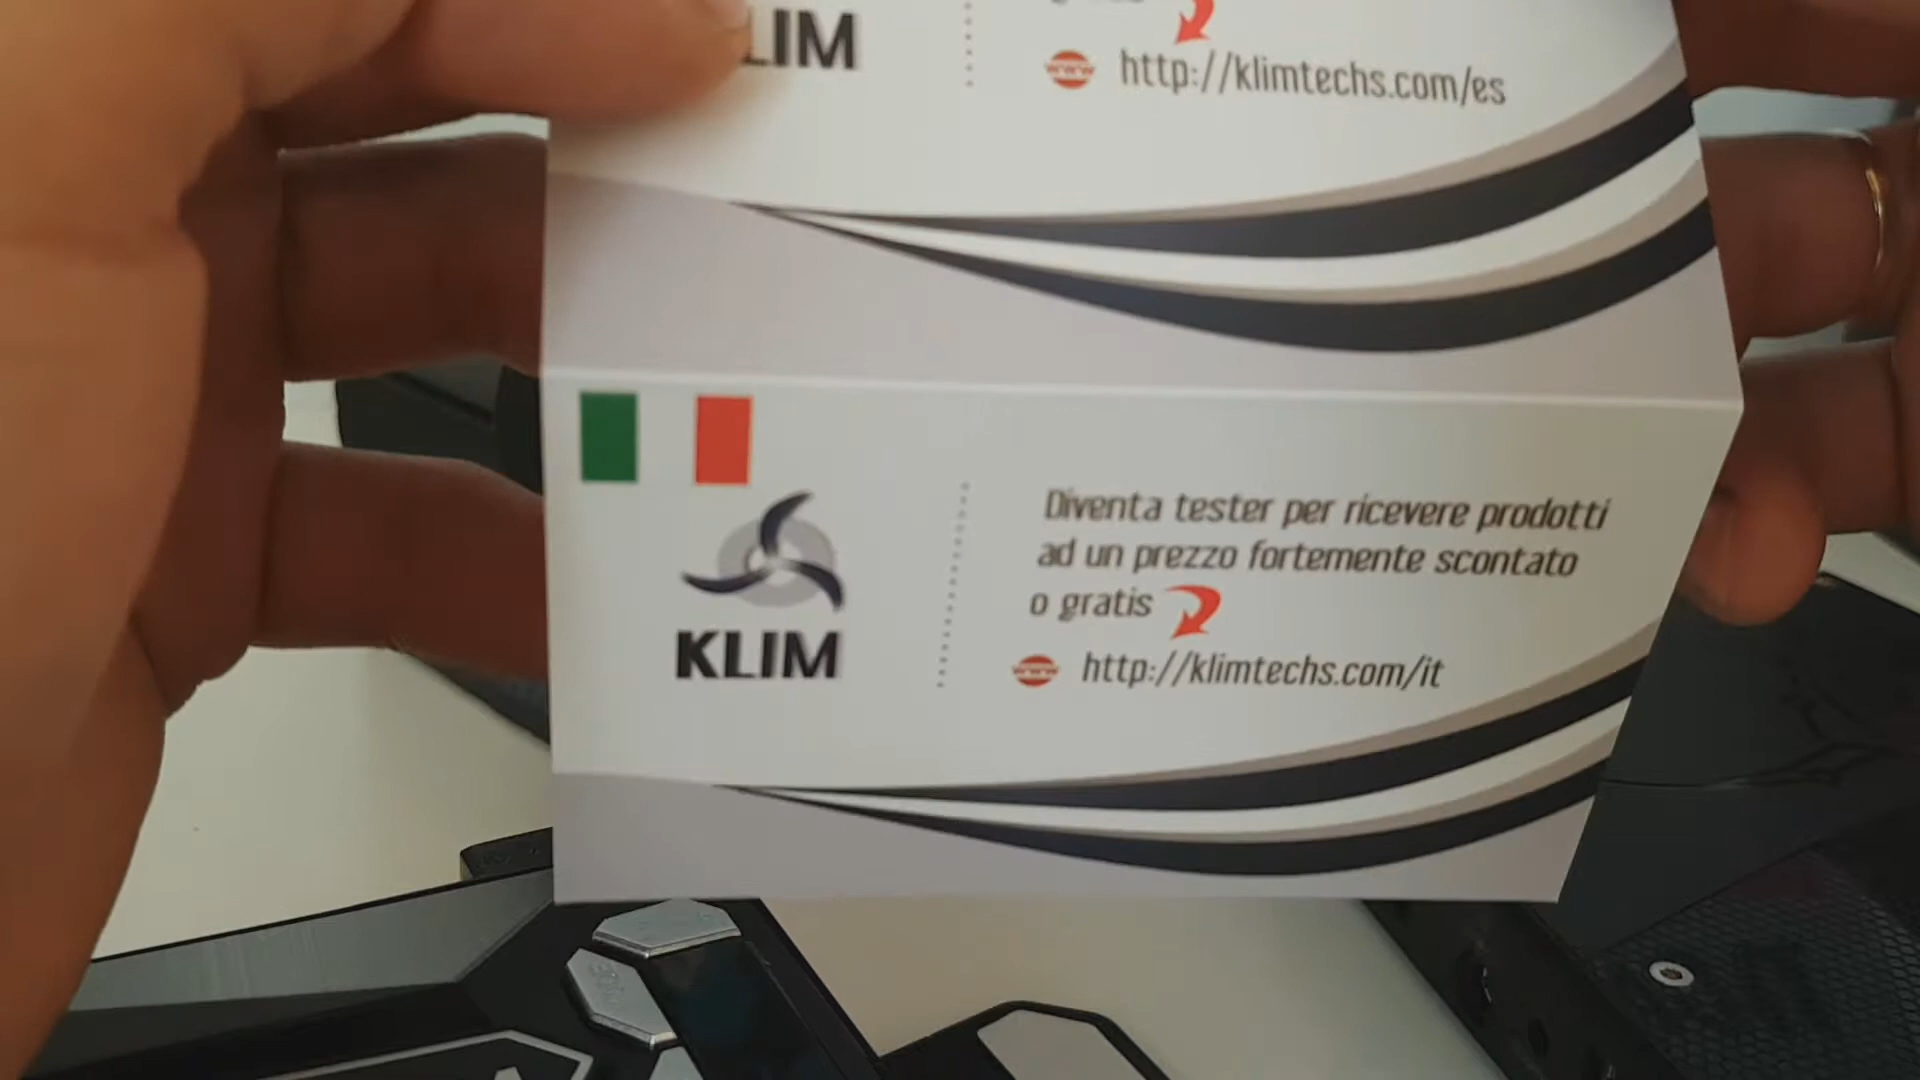 LIM
http://klimtechs.com/es
KLIM
Diventa tester per ricevere prodotti
ad un prezzo fortemente scontato
o gratis
www
http://klimtechs.com/it